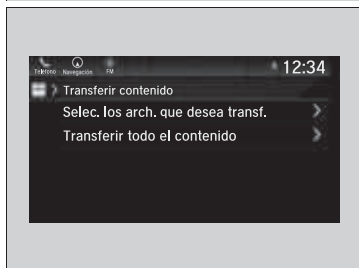 Teléfono Navegación FM
12:34
Transferir contenido
Selec. los arch. que desea transf.
Transferir todo el contenido